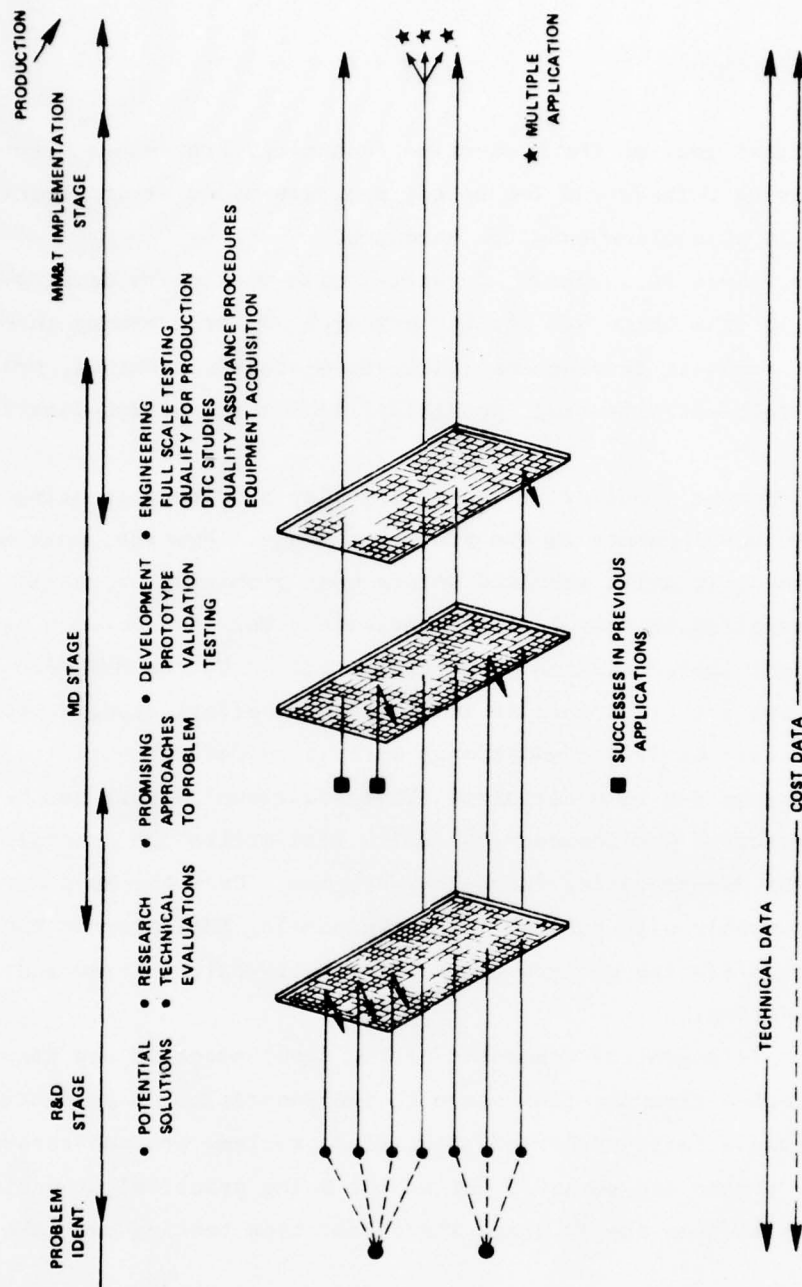 PROBLEM
IDENT.
R&D
STAGE
MD STAGE
MM&T IMPLEMENTATION
STAGE
PRODUCTION
• POTENTIAL
SOLUTIONS
• RESEARCH
• TECHNICAL
EVALUATIONS
• PROMISING
APPROACHES
TO PROBLEM
• DEVELOPMENT
PROTOTYPE
VALIDATION
TESTING
• ENGINEERING
FULL SCALE TESTING
QUALIFY FOR PRODUCTION
DTC STUDIES
QUALITY ASSURANCE PROCEDURES
EQUIPMENT ACQUISITION
★ MULTIPLE
APPLICATION
■ SUCCESSES IN PREVIOUS
APPLICATIONS
TECHNICAL DATA
COST DATA